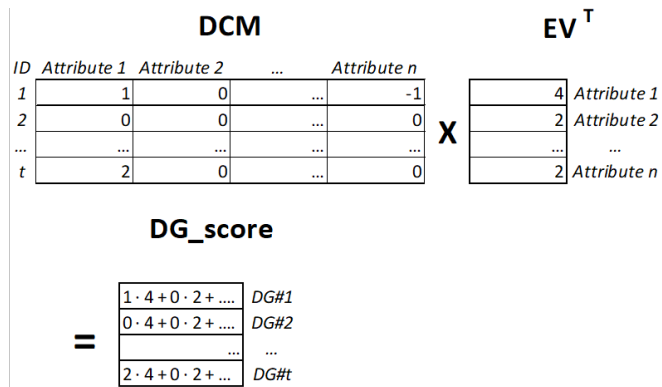 DCM EV T
ID Attribute 1 Attribute 2 ... Attribute n
1 1 0 ... -1 4 Attribute 1
2 0 0 ... 0 X 2 Attribute 2
... ... ... ... ... ... ...
t 2 0 ... 0 2 Attribute n
DG_score
1 · 4 + 0 · 2 + .... DG#1
0 · 4 + 0 · 2 + .... DG#2
= ... ...
2 · 4 + 0 · 2 + ... DG#t